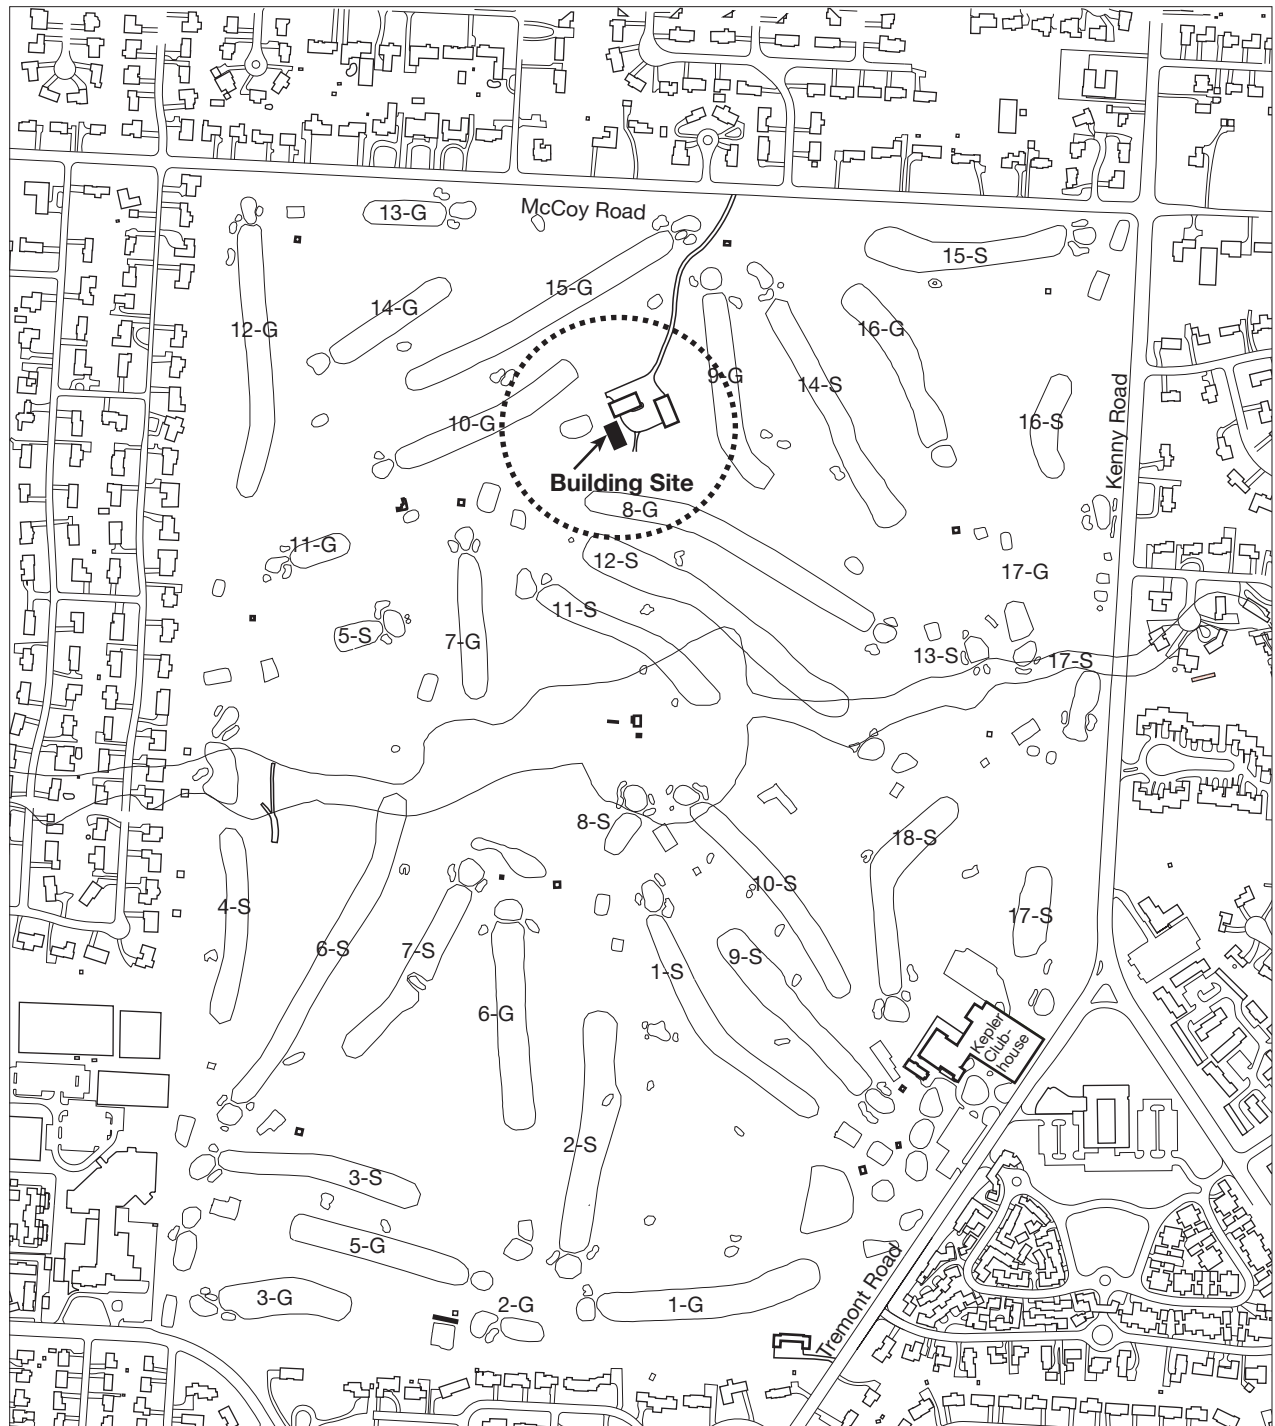 13-G
McCoy Road
15-S
15-G
14-G
12-G
16-G
9-G
14-S
16-S
10-G
Kenny Road
Building Site
8-G
11-G
12-S
17-G
11-S
5-S
7-G
13-S
17-S
8-S
18-S
10-S
4-S
17-S
6-S
7-S
9-S
1-S
6-G
Kepler
Club-
house
2-S
3-S
5-G
3-G
2-G
1-G
Tremont Road